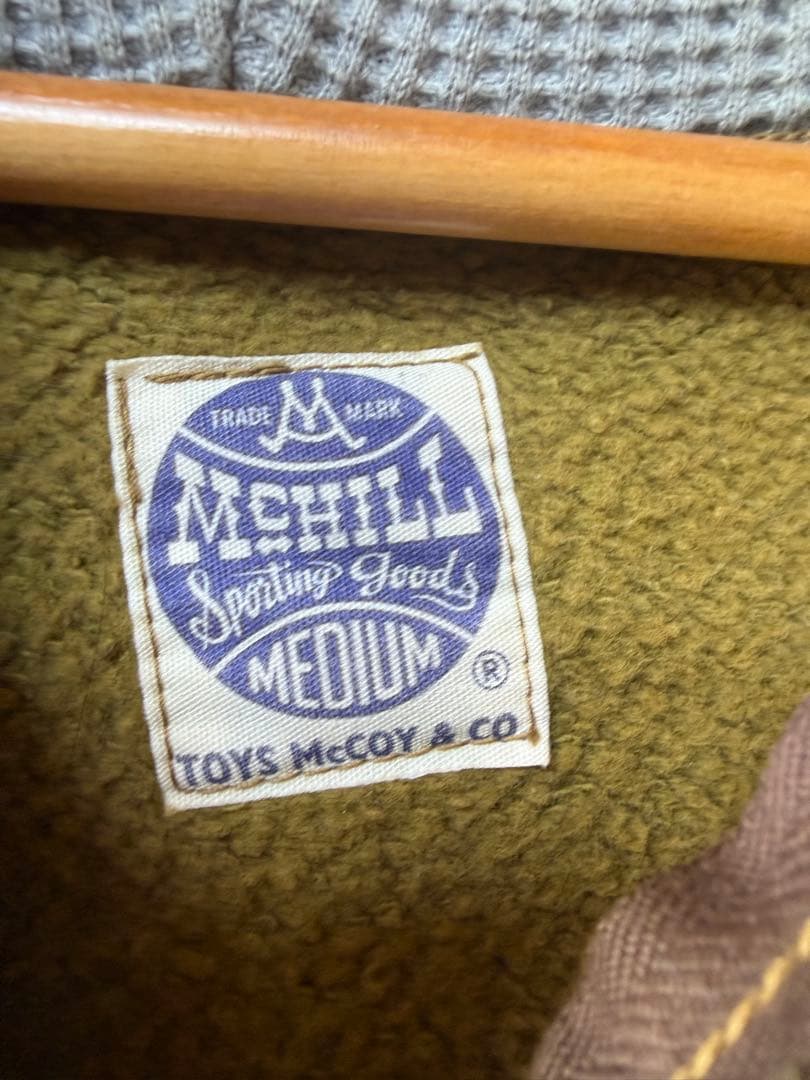 TRADE M MARK
McHILL
Sporting Goods
MEDIUM
®
TOYS McCOY & CO